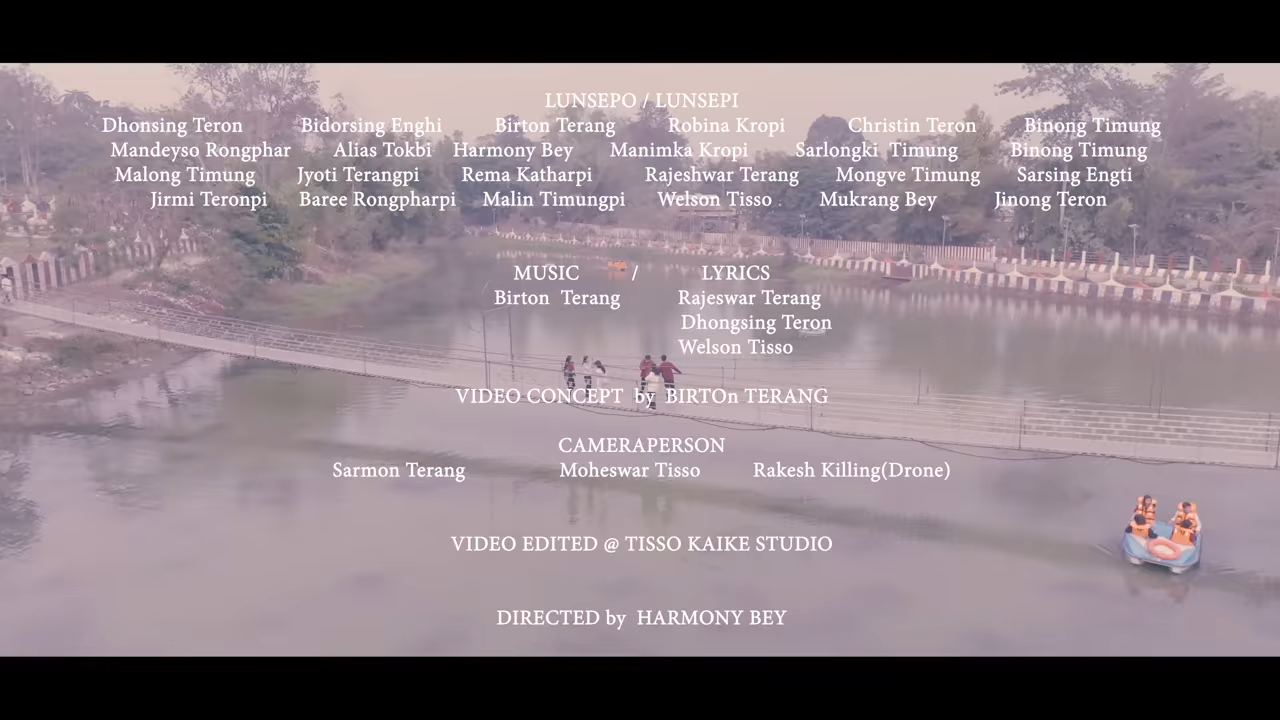 LUNSEPO / LUNSEPI
Dhonsing Teron Bidorsing Enghi Birton Terang Robina Kropi Christin Teron Binong Timung
Mandeyso Rongphar Alias Tokbi Harmony Bey Manimka Kropi Sarlongki Timung Binong Timung
Malong Timung Jyoti Terangpi Rema Katharpi Rajeshwar Terang Mongve Timung Sarsing Engti
Jirmi Teronpi Baree Rongpharpi Malin Timungpi Welson Tisso Mukrang Bey Jinong Teron
MUSIC / LYRICS
Birton Terang Rajeswar Terang
Dhongsing Teron
Welson Tisso
VIDEO CONCEPT by BIRTOn TERANG
CAMERAPERSON
Sarmon Terang Moheswar Tisso Rakesh Killing(Drone)
VIDEO EDITED @ TISSO KAIKE STUDIO
DIRECTED by HARMONY BEY